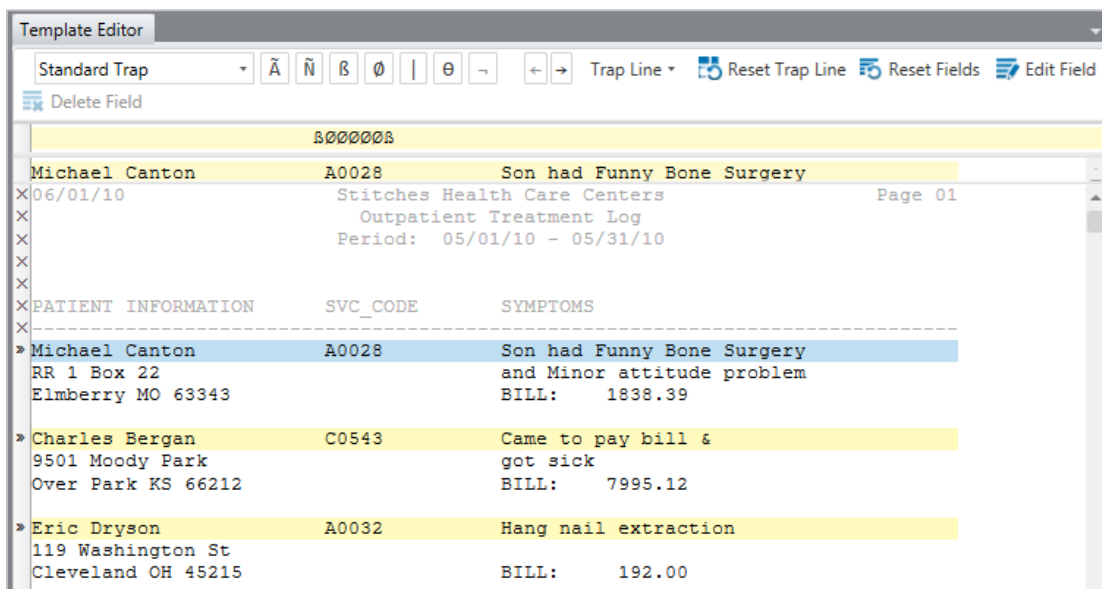 Template Editor
Standard Trap Ã Ñ ß Ø | Ѳ ¬ ← → Trap Line Reset Trap Line Reset Fields Edit Field
Delete Field
ßØØØØØß
Michael Canton A0028 Son had Funny Bone Surgery
06/01/10 Stitches Health Care Centers Page 01
Outpatient Treatment Log
Period: 05/01/10 - 05/31/10
PATIENT INFORMATION SVC_CODE SYMPTOMS
--------------------------------------------------------------------------------
» Michael Canton A0028 Son had Funny Bone Surgery
RR 1 Box 22 and Minor attitude problem
Elmberry MO 63343 BILL: 1838.39
» Charles Bergan C0543 Came to pay bill &
9501 Moody Park got sick
Over Park KS 66212 BILL: 7995.12
» Eric Dryson A0032 Hang nail extraction
119 Washington St
Cleveland OH 45215 BILL: 192.00